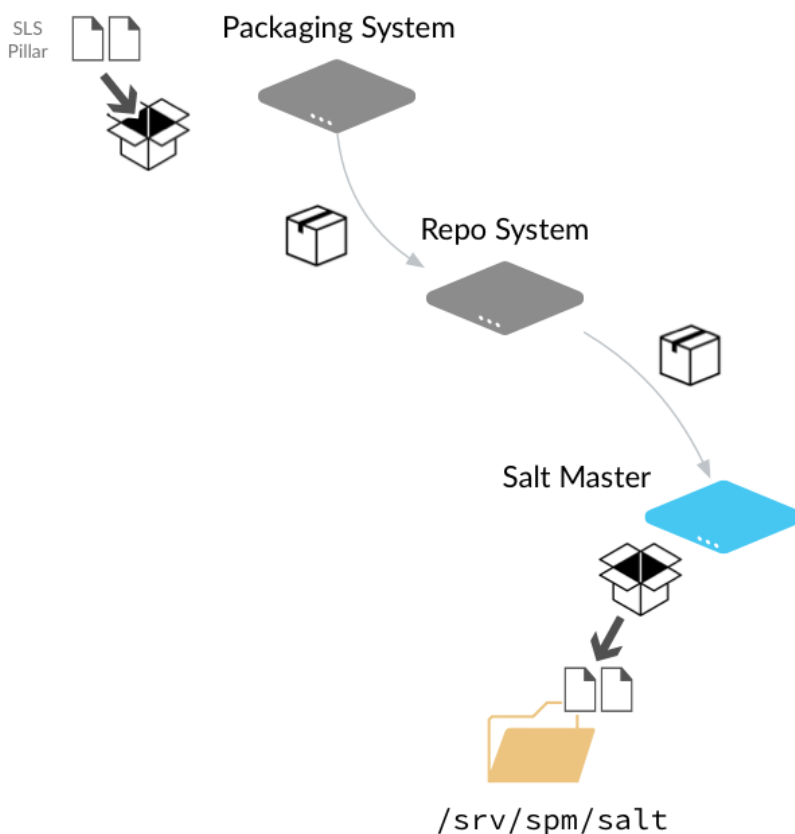 SLS
Pillar
Packaging System
Repo System
Salt Master
/srv/spm/salt